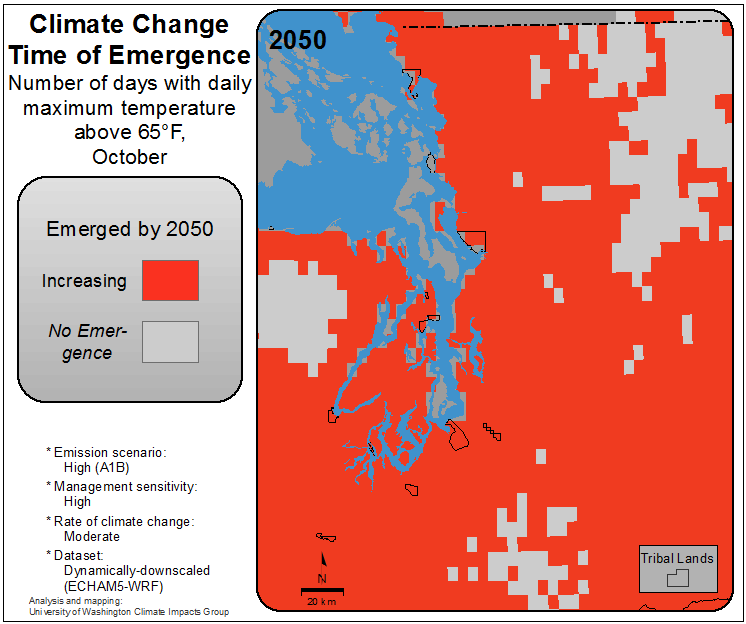 Climate Change
Time of Emergence
Number of days with daily
maximum temperature
above 65°F,
October
Emerged by 2050
Increasing
No Emer-
gence
* Emission scenario:
High (A1B)
* Management sensitivity:
High
* Rate of climate change:
Moderate
* Dataset:
Dynamically-downscaled
(ECHAM5-WRF)
Analysis and mapping:
University of Washington Climate Impacts Group
2050
N
20 km
Tribal Lands